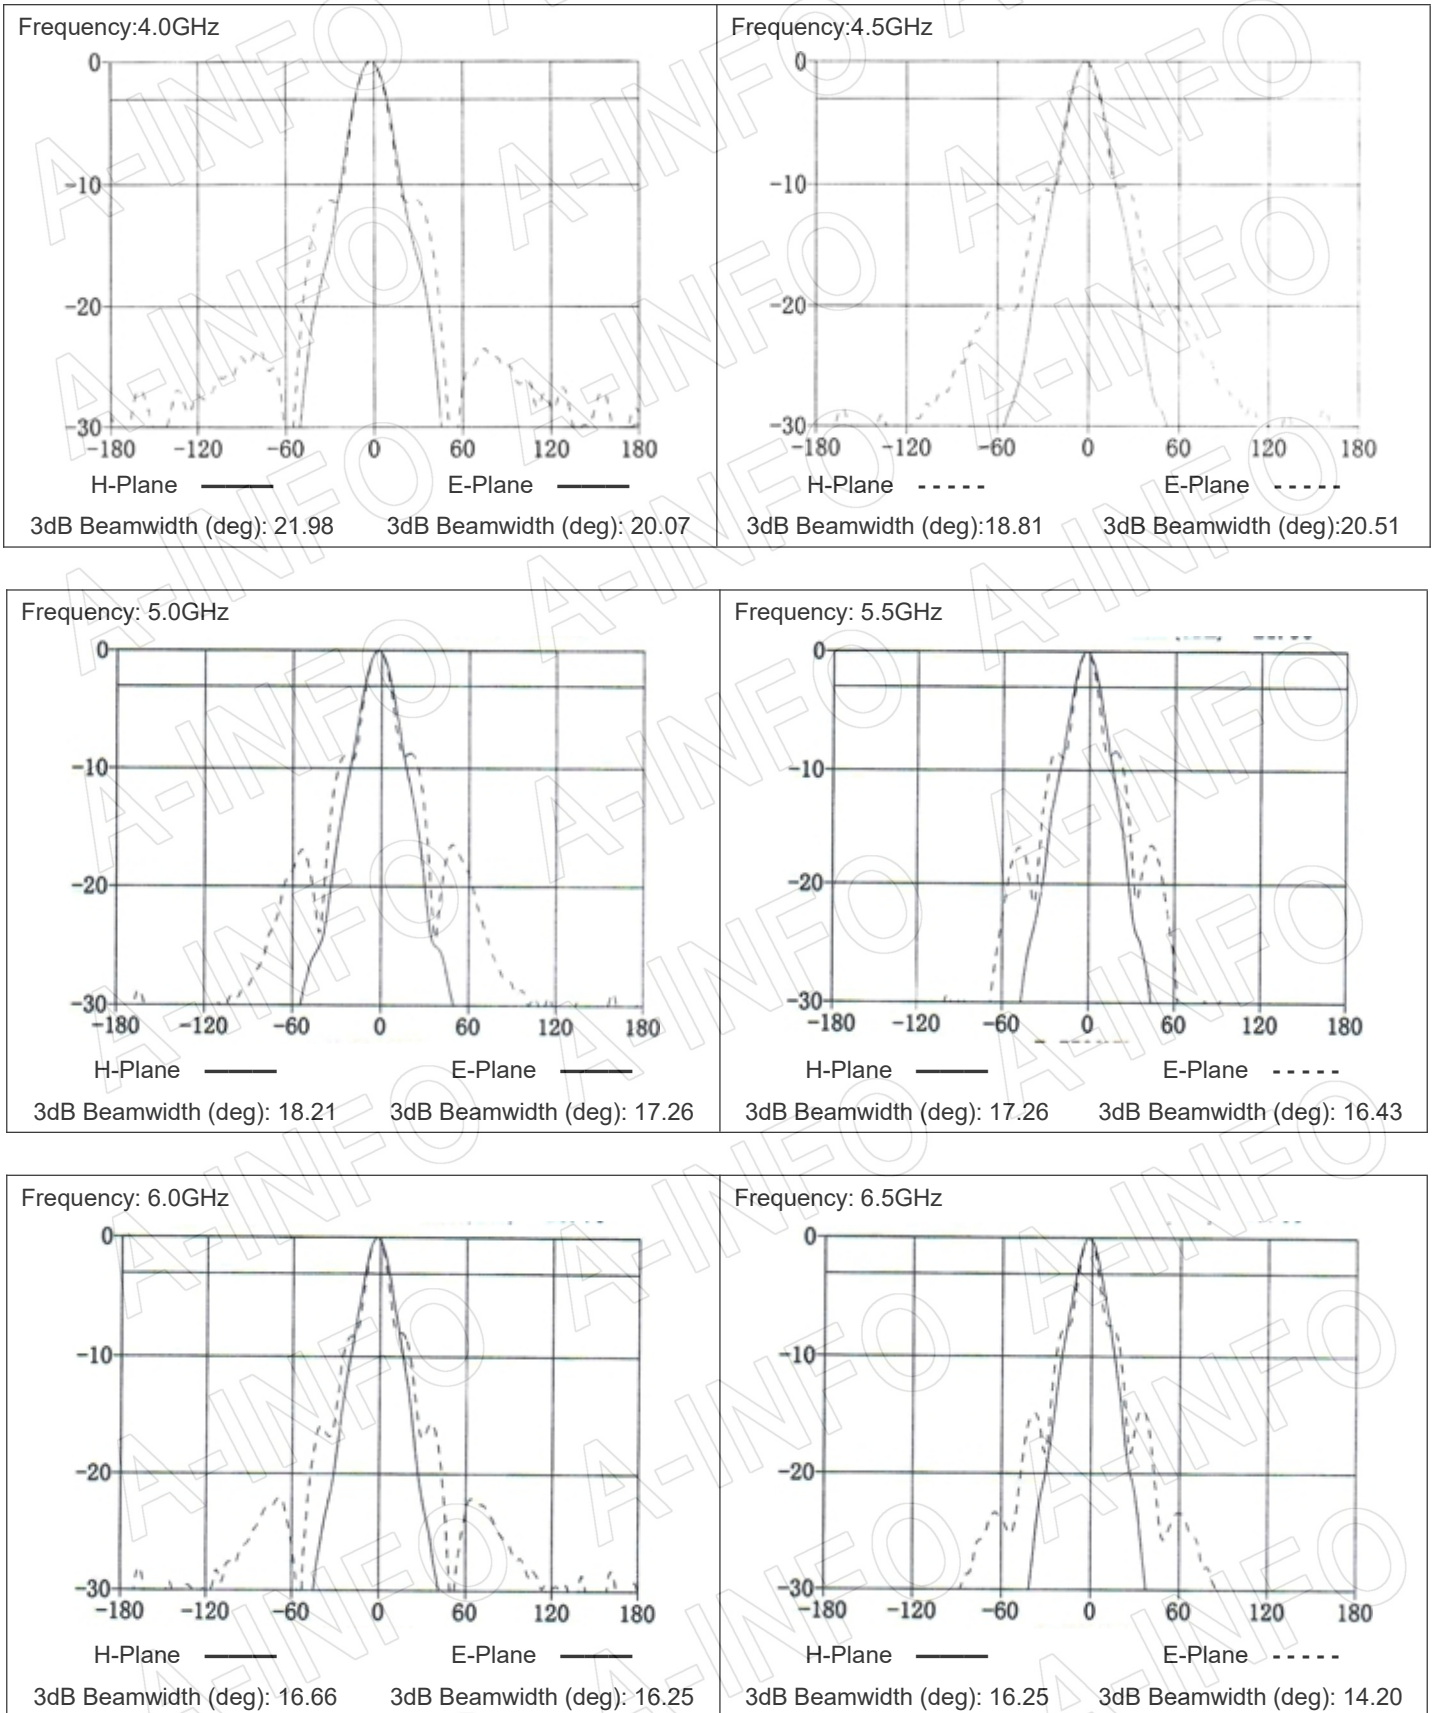 Frequency:4.0GHz
0
-10
-20
-30
-180 -120 -60 0 60 120 180
H-Plane E-Plane
3dB Beamwidth (deg): 21.98 3dB Beamwidth (deg): 20.07
Frequency:4.5GHz
0
-10
-20
-30
-180 -120 -60 0 60 120 180
H-Plane E-Plane
3dB Beamwidth (deg):18.81 3dB Beamwidth (deg):20.51
Frequency: 5.0GHz
0
-10
-20
-30
-180 -120 -60 0 60 120 180
H-Plane E-Plane
3dB Beamwidth (deg): 18.21 3dB Beamwidth (deg): 17.26
Frequency: 5.5GHz
0
-10
-20
-30
-180 -120 -60 0 60 120 180
H-Plane E-Plane
3dB Beamwidth (deg): 17.26 3dB Beamwidth (deg): 16.43
Frequency: 6.0GHz
0
-10
-20
-30
-180 -120 -60 0 60 120 180
H-Plane E-Plane
3dB Beamwidth (deg): 16.66 3dB Beamwidth (deg): 16.25
Frequency: 6.5GHz
0
-10
-20
-30
-180 -120 -60 0 60 120 180
H-Plane E-Plane
3dB Beamwidth (deg): 16.25 3dB Beamwidth (deg): 14.20
A-INFO